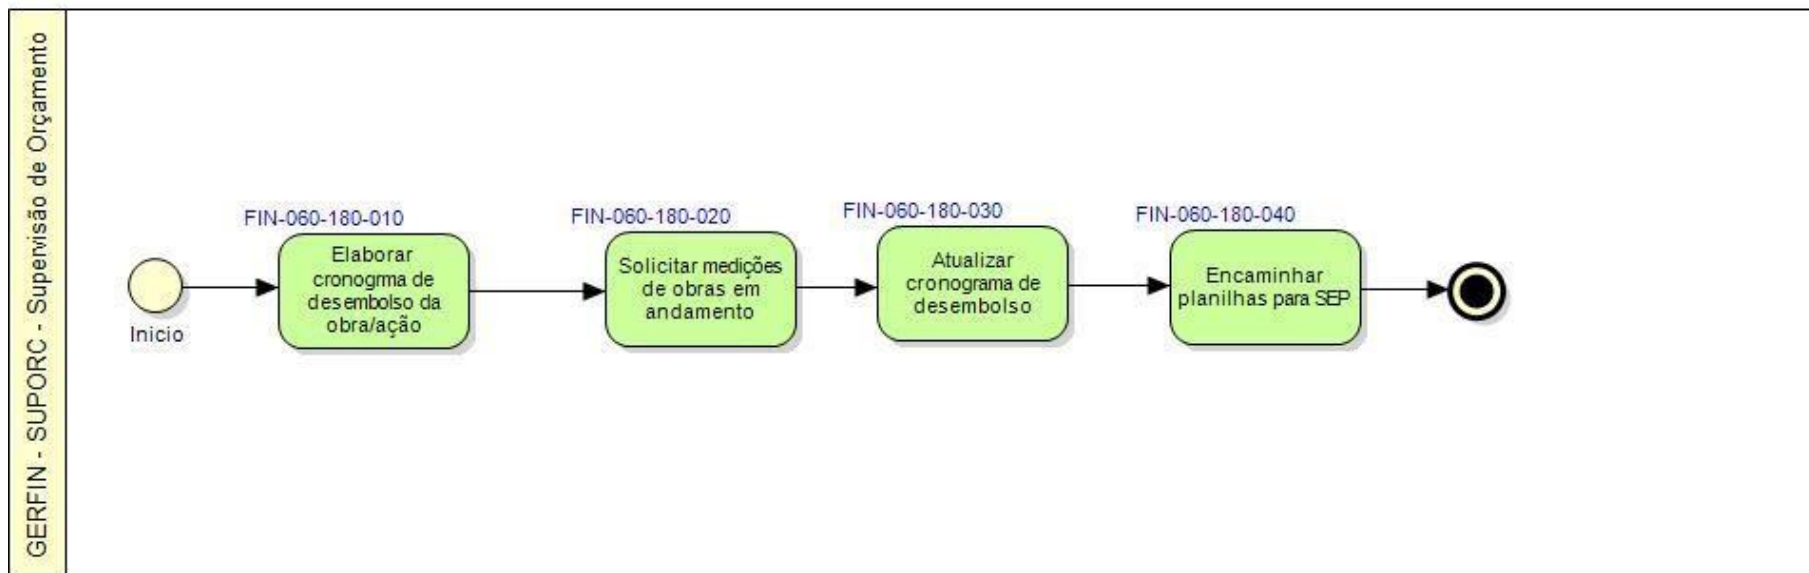 GERFIN - SUPORC - Supervisão de Orçamento
FIN-060-180-010
Elaborar
cronogrma de
desembolso da
obra/ação
FIN-060-180-020
Solicitar medições
de obras em
andamento
FIN-060-180-030
Atualizar
cronograma de
desembolso
FIN-060-180-040
Encaminhar
planilhas para SEP
Inicio